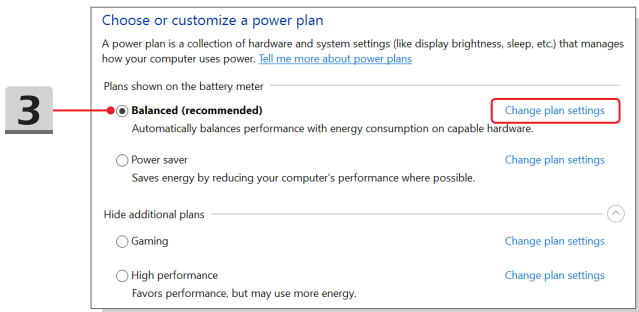 Choose or customize a power plan
A power plan is a collection of hardware and system settings (like display brightness, sleep, etc.) that manages
how your computer uses power. Tell me more about power plans
Plans shown on the battery meter
3
Balanced (recommended) Change plan settings
Automatically balances performance with energy consumption on capable hardware.
Power saver Change plan settings
Saves energy by reducing your computer's performance where possible.
Hide additional plans
Gaming Change plan settings
High performance Change plan settings
Favors performance, but may use more energy.